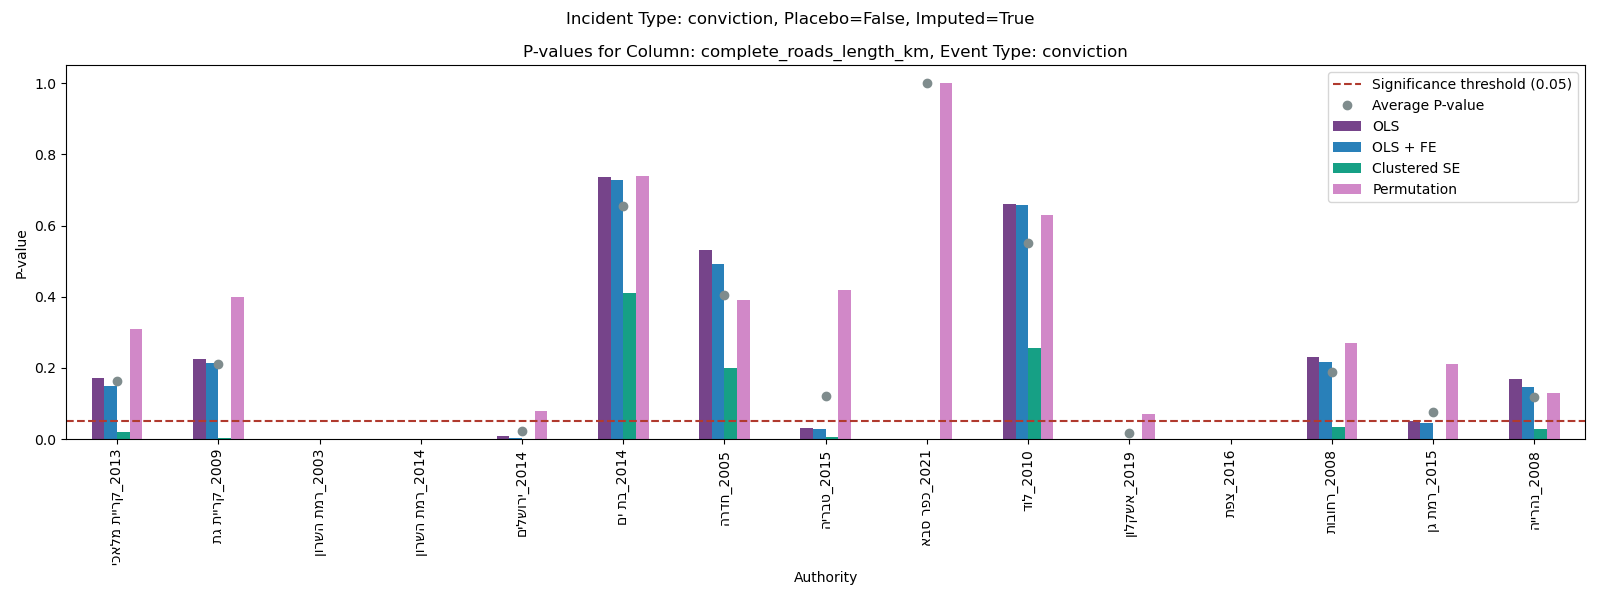 Incident Type: conviction, Placebo=False, Imputed=True
P-values for Column: complete_roads_length_km, Event Type: conviction
P-value
1.0
0.8
0.6
0.4
0.2
0.0
Significance threshold (0.05)
Average P-value
OLS
OLS + FE
Clustered SE
Permutation
קריית מלאכי_2013
קריית גת_2009
רמת השרון_2003
רמת השרון_2014
ירושלים_2014
בת ים_2014
חדרה_2005
טבריה_2015
כפר סבא_2021
לוד_2010
אשקלון_2019
צפת_2016
רחובות_2008
רמת גן_2015
נהרייה_2008
Authority